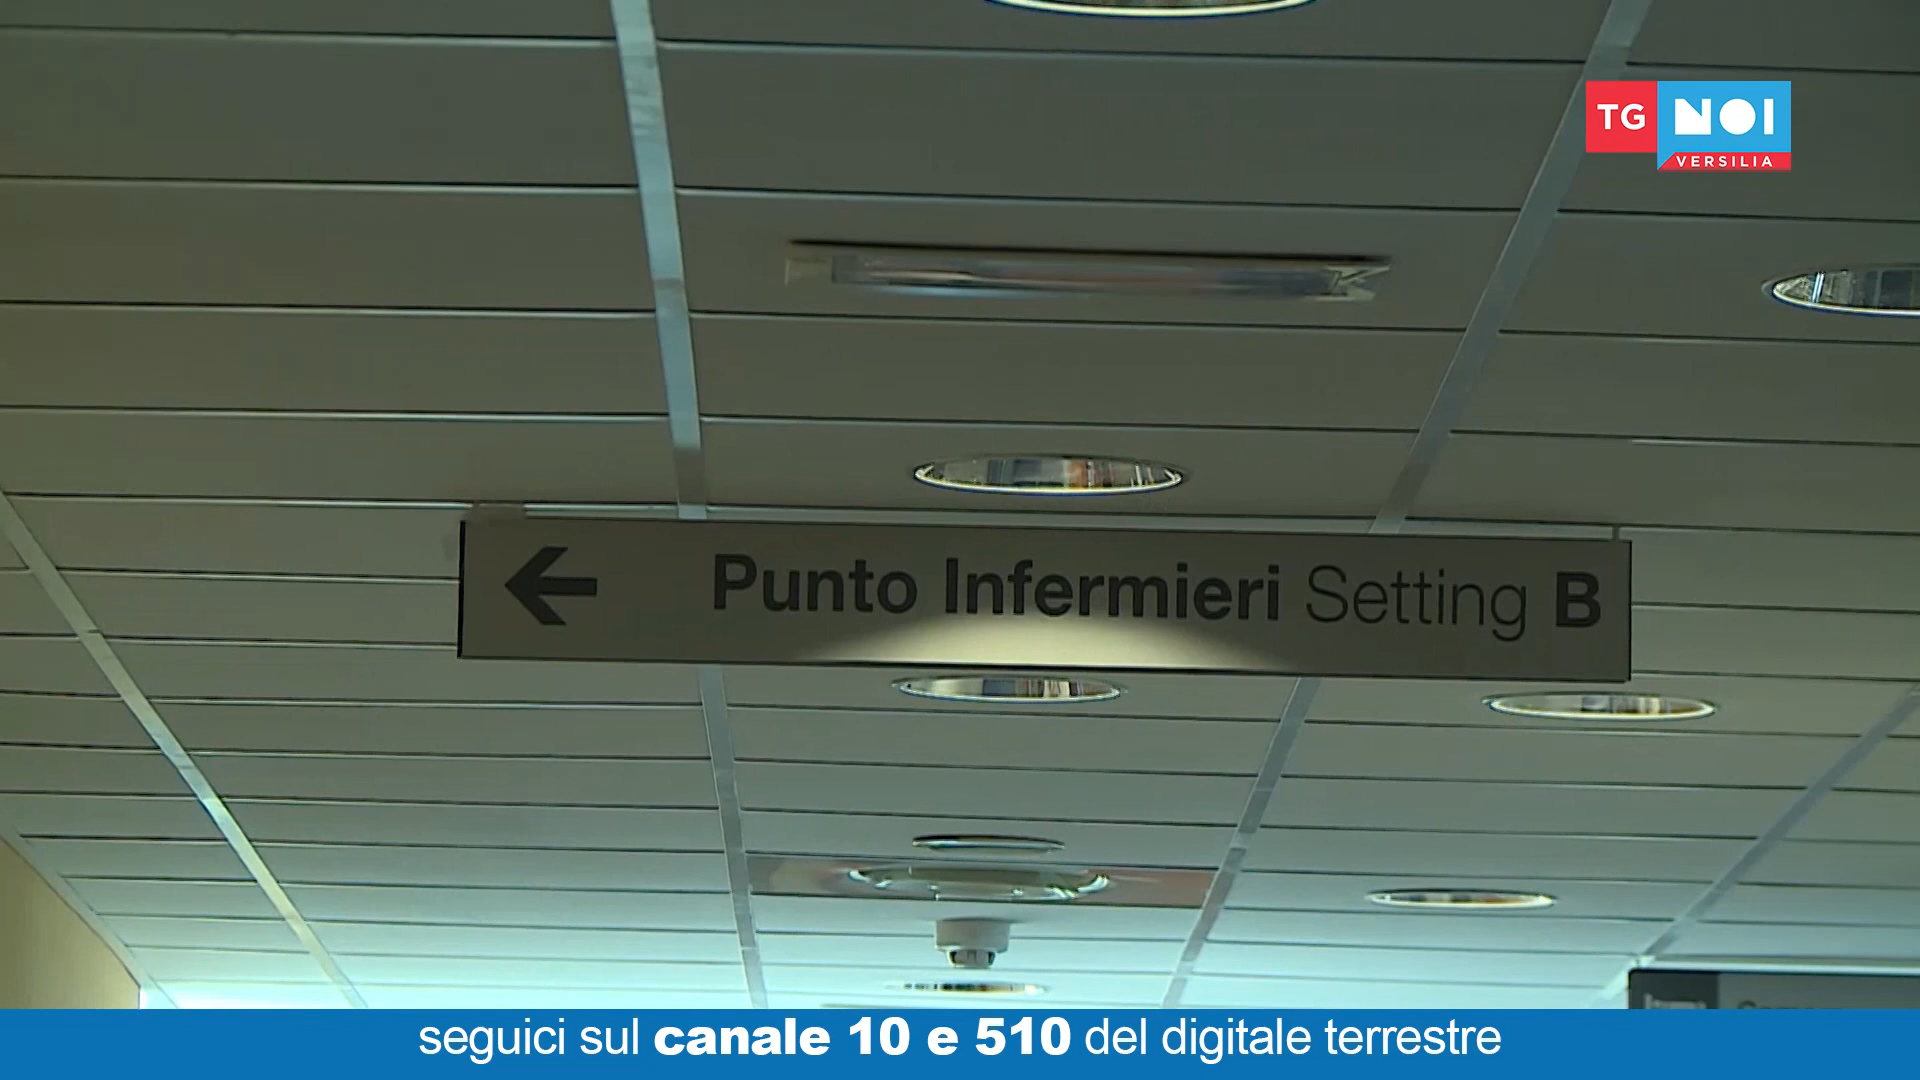 TG NOI
VERSILIA
Punto Infermieri Setting B
seguici sul canale 10 e 510 del digitale terrestre